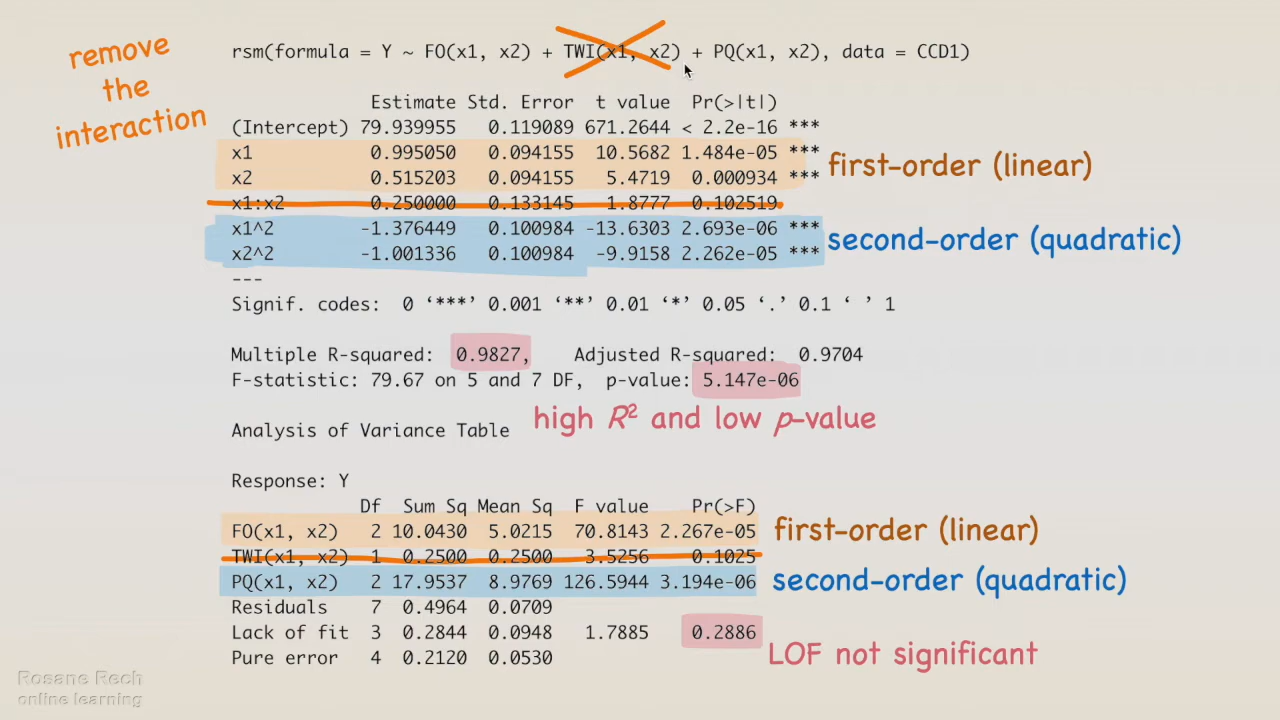 remove
the
interaction
rsm(formula = Y ~ FO(x1, x2) + TWI(x1, x2) + PQ(x1, x2), data = CCD1)
Estimate Std. Error t value Pr(>|t|)
(Intercept) 79.939955 0.119089 671.2644 < 2.2e-16 ***
x1 0.995050 0.094155 10.5682 1.484e-05 ***
x2 0.515203 0.094155 5.4719 0.000934 ***
first-order (linear)
x1:x2 0.250000 0.133145 1.8777 0.102519
x1^2 -1.376449 0.100984 -13.6303 2.693e-06 ***
x2^2 -1.001336 0.100984 -9.9158 2.262e-05 ***
second-order (quadratic)
---
Signif. codes: 0 ‘***’ 0.001 ‘**’ 0.01 ‘*’ 0.05 ‘.’ 0.1 ‘ ’ 1
Multiple R-squared: 0.9827, Adjusted R-squared: 0.9704
F-statistic: 79.67 on 5 and 7 DF, p-value: 5.147e-06
high R² and low p-value
Analysis of Variance Table
Response: Y
Df Sum Sq Mean Sq F value Pr(>F)
FO(x1, x2) 2 10.0430 5.0215 70.8143 2.267e-05
first-order (linear)
TWI(x1, x2) 1 0.2500 0.2500 3.5256 0.1025
PQ(x1, x2) 2 17.9537 8.9769 126.5944 3.194e-06
second-order (quadratic)
Residuals 7 0.4964 0.0709
Lack of fit 3 0.2844 0.0948 1.7885 0.2886
LOF not significant
Pure error 4 0.2120 0.0530
Rosane Rech
online learning